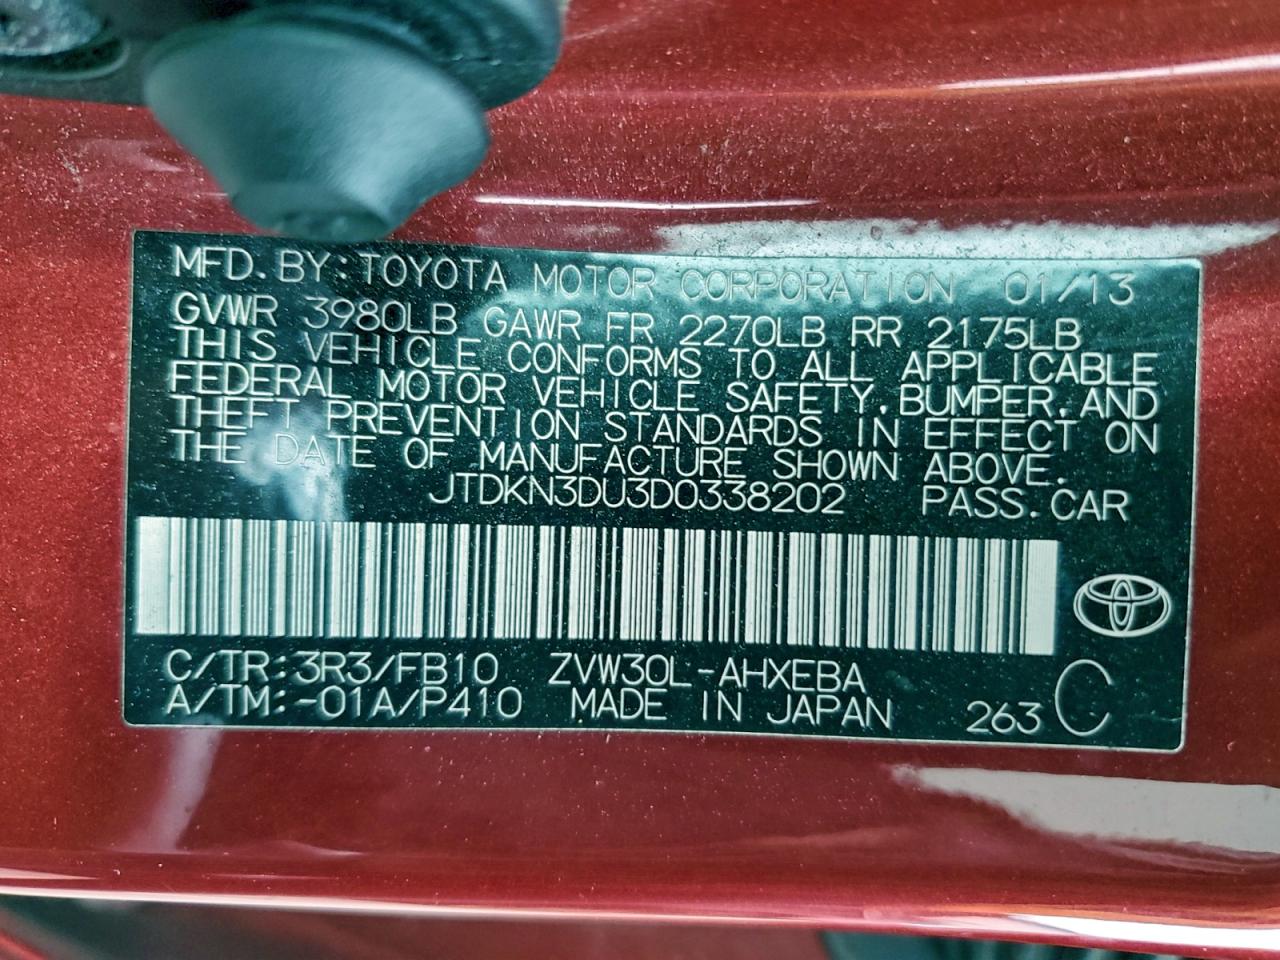 MFD. BY: TOYOTA MOTOR CORPORATION 01/13
GVWR 3980LB GAWR FR 2270LB RR 2175LB
THIS VEHICLE CONFORMS TO ALL APPLICABLE
FEDERAL MOTOR VEHICLE SAFETY, BUMPER, AND
THEFT PREVENTION STANDARDS IN EFFECT ON
THE DATE OF MANUFACTURE SHOWN ABOVE.
JTDKN3DU3D0338202 PASS. CAR
C/TR: 3R3/FB10 ZVW30L-AHXEBA
A/TM: -01A/P410 MADE IN JAPAN 263 C